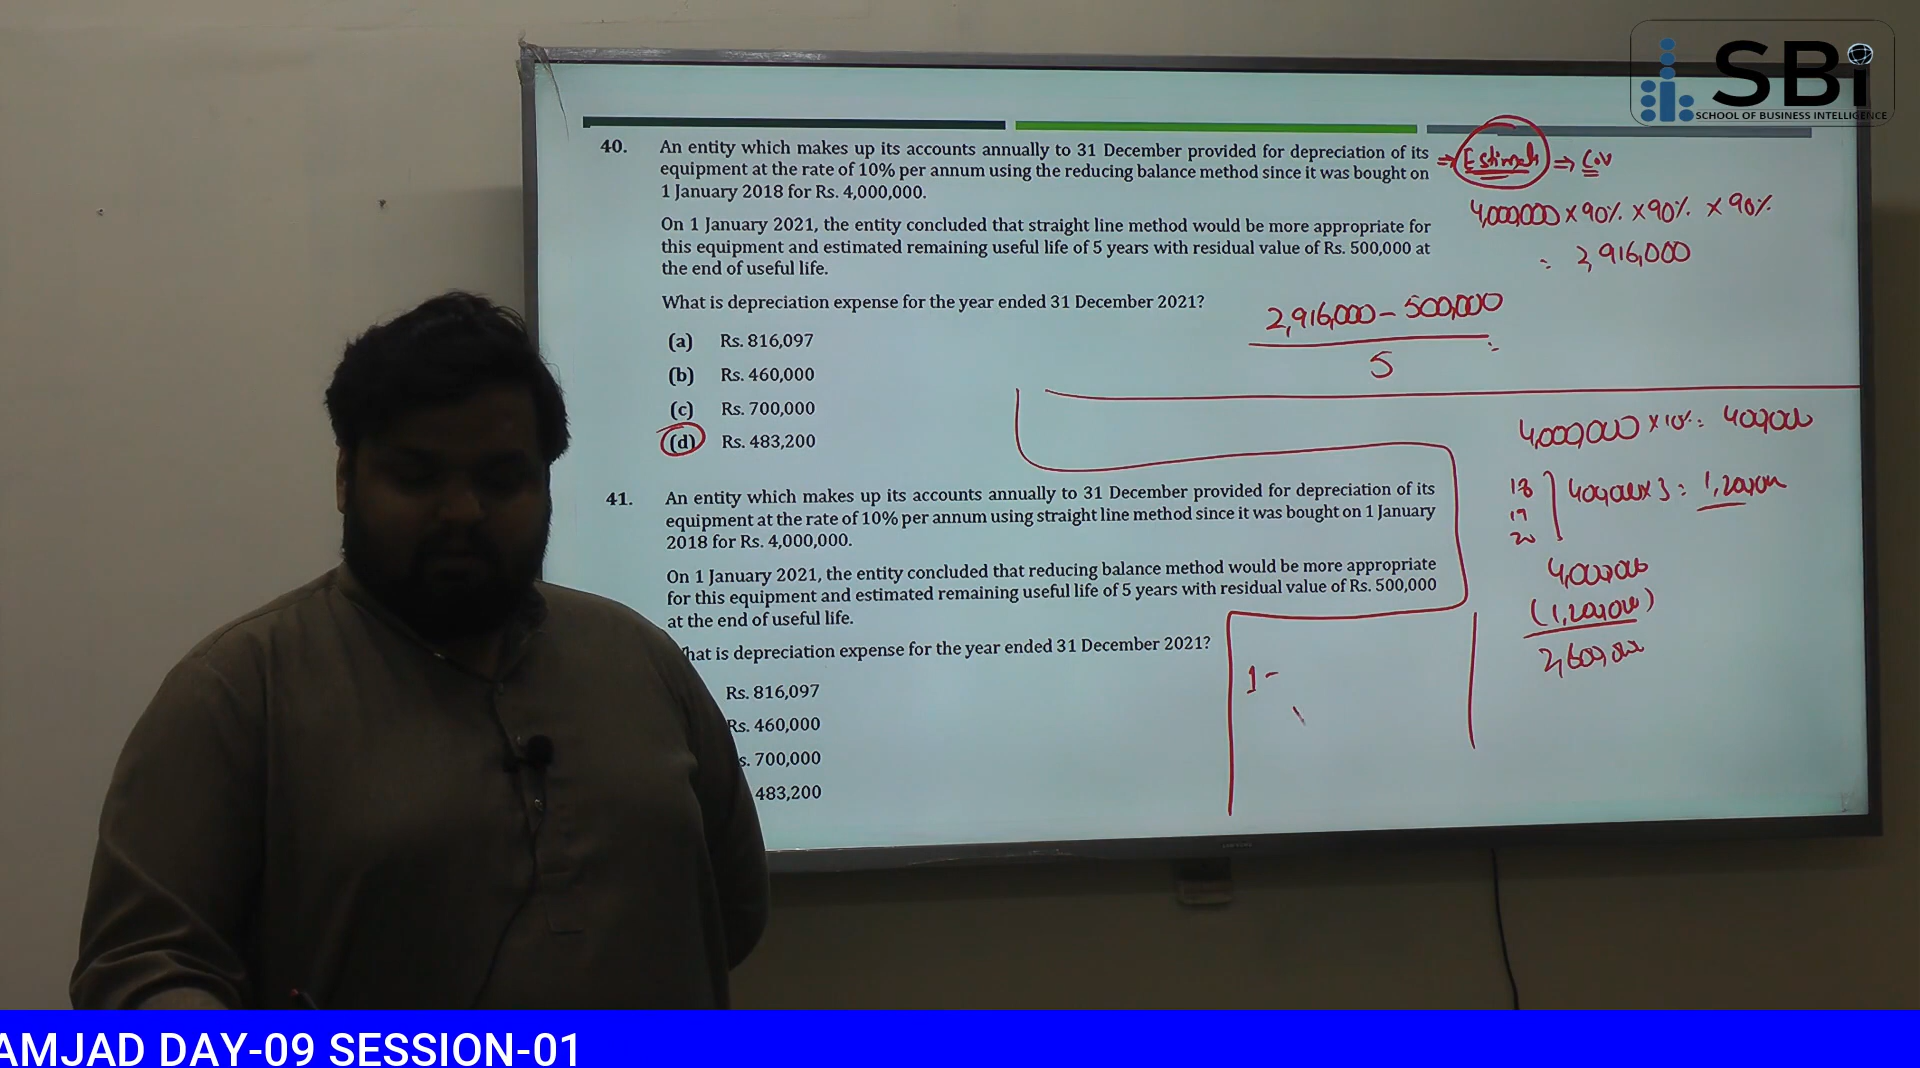 SBi
SCHOOL OF BUSINESS INTELLIGENCE
40. An entity which makes up its accounts annually to 31 December provided for depreciation of its
equipment at the rate of 10% per annum using the reducing balance method since it was bought on
1 January 2018 for Rs. 4,000,000.
On 1 January 2021, the entity concluded that straight line method would be more appropriate for
this equipment and estimated remaining useful life of 5 years with residual value of Rs. 500,000 at
the end of useful life.
What is depreciation expense for the year ended 31 December 2021?
(a) Rs. 816,097
(b) Rs. 460,000
(c) Rs. 700,000
(d) Rs. 483,200
41. An entity which makes up its accounts annually to 31 December provided for depreciation of its
equipment at the rate of 10% per annum using straight line method since it was bought on 1 January
2018 for Rs. 4,000,000.
On 1 January 2021, the entity concluded that reducing balance method would be more appropriate
for this equipment and estimated remaining useful life of 5 years with residual value of Rs. 500,000
at the end of useful life.
hat is depreciation expense for the year ended 31 December 2021?
Rs. 816,097
Rs. 460,000
s. 700,000
483,200
4,000,000 × 90% × 90% × 90%
= 2,916,000
2,916,000 - 500,000 =
5
4,000,000 × 10% = 400,000
18
19
20
400,000 × 3 = 1,200,000
4,000,000
(1,200,000)
1 -
AMJAD DAY-09 SESSION-01